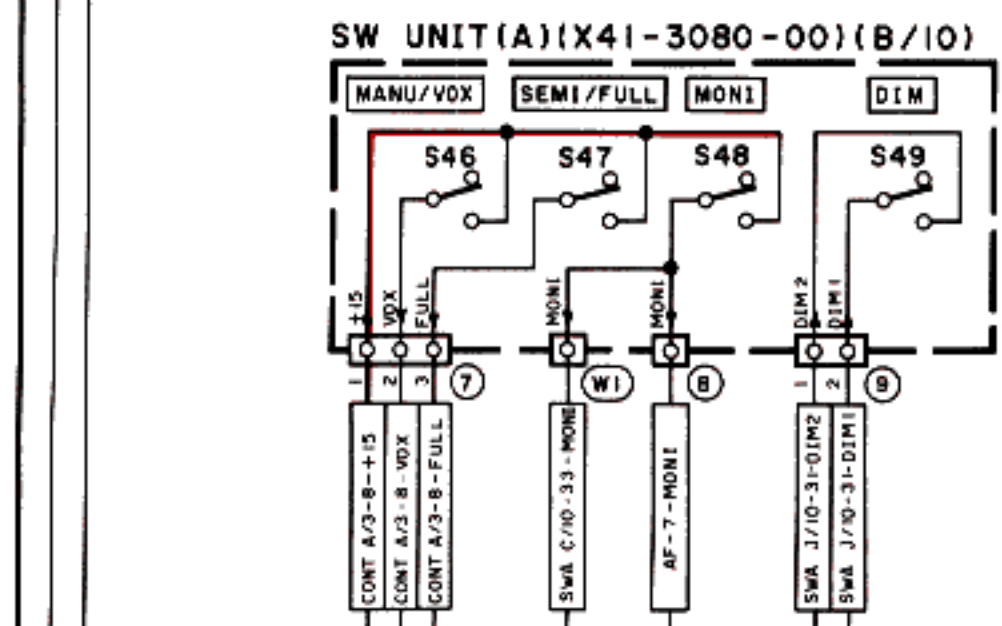 SW UNIT(A)(X41-3080-00)(B/10)
MANU/VOX SEMI/FULL MONI DIM
S46 S47 S48 S49
+15 VOX FULL MONI MONI DIM2 DIM1
1 2 3 7 W1 8 1 2 9
CONT A/3-8-+15
CONT A/3-8-VOX
CONT A/3-8-FULL
SWA C/10-33-MONI
AF-7-MONI
SWA J/10-31-DIM2
SWA J/10-31-DIM1